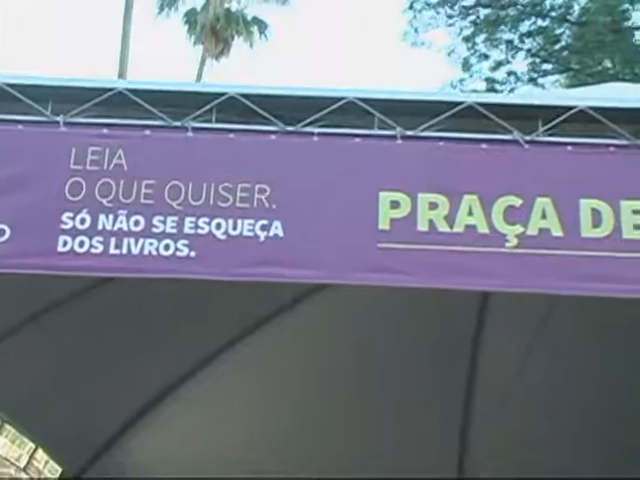 LEIA
O QUE QUISER.
SÓ NÃO SE ESQUEÇA
DOS LIVROS.
PRAÇA DE